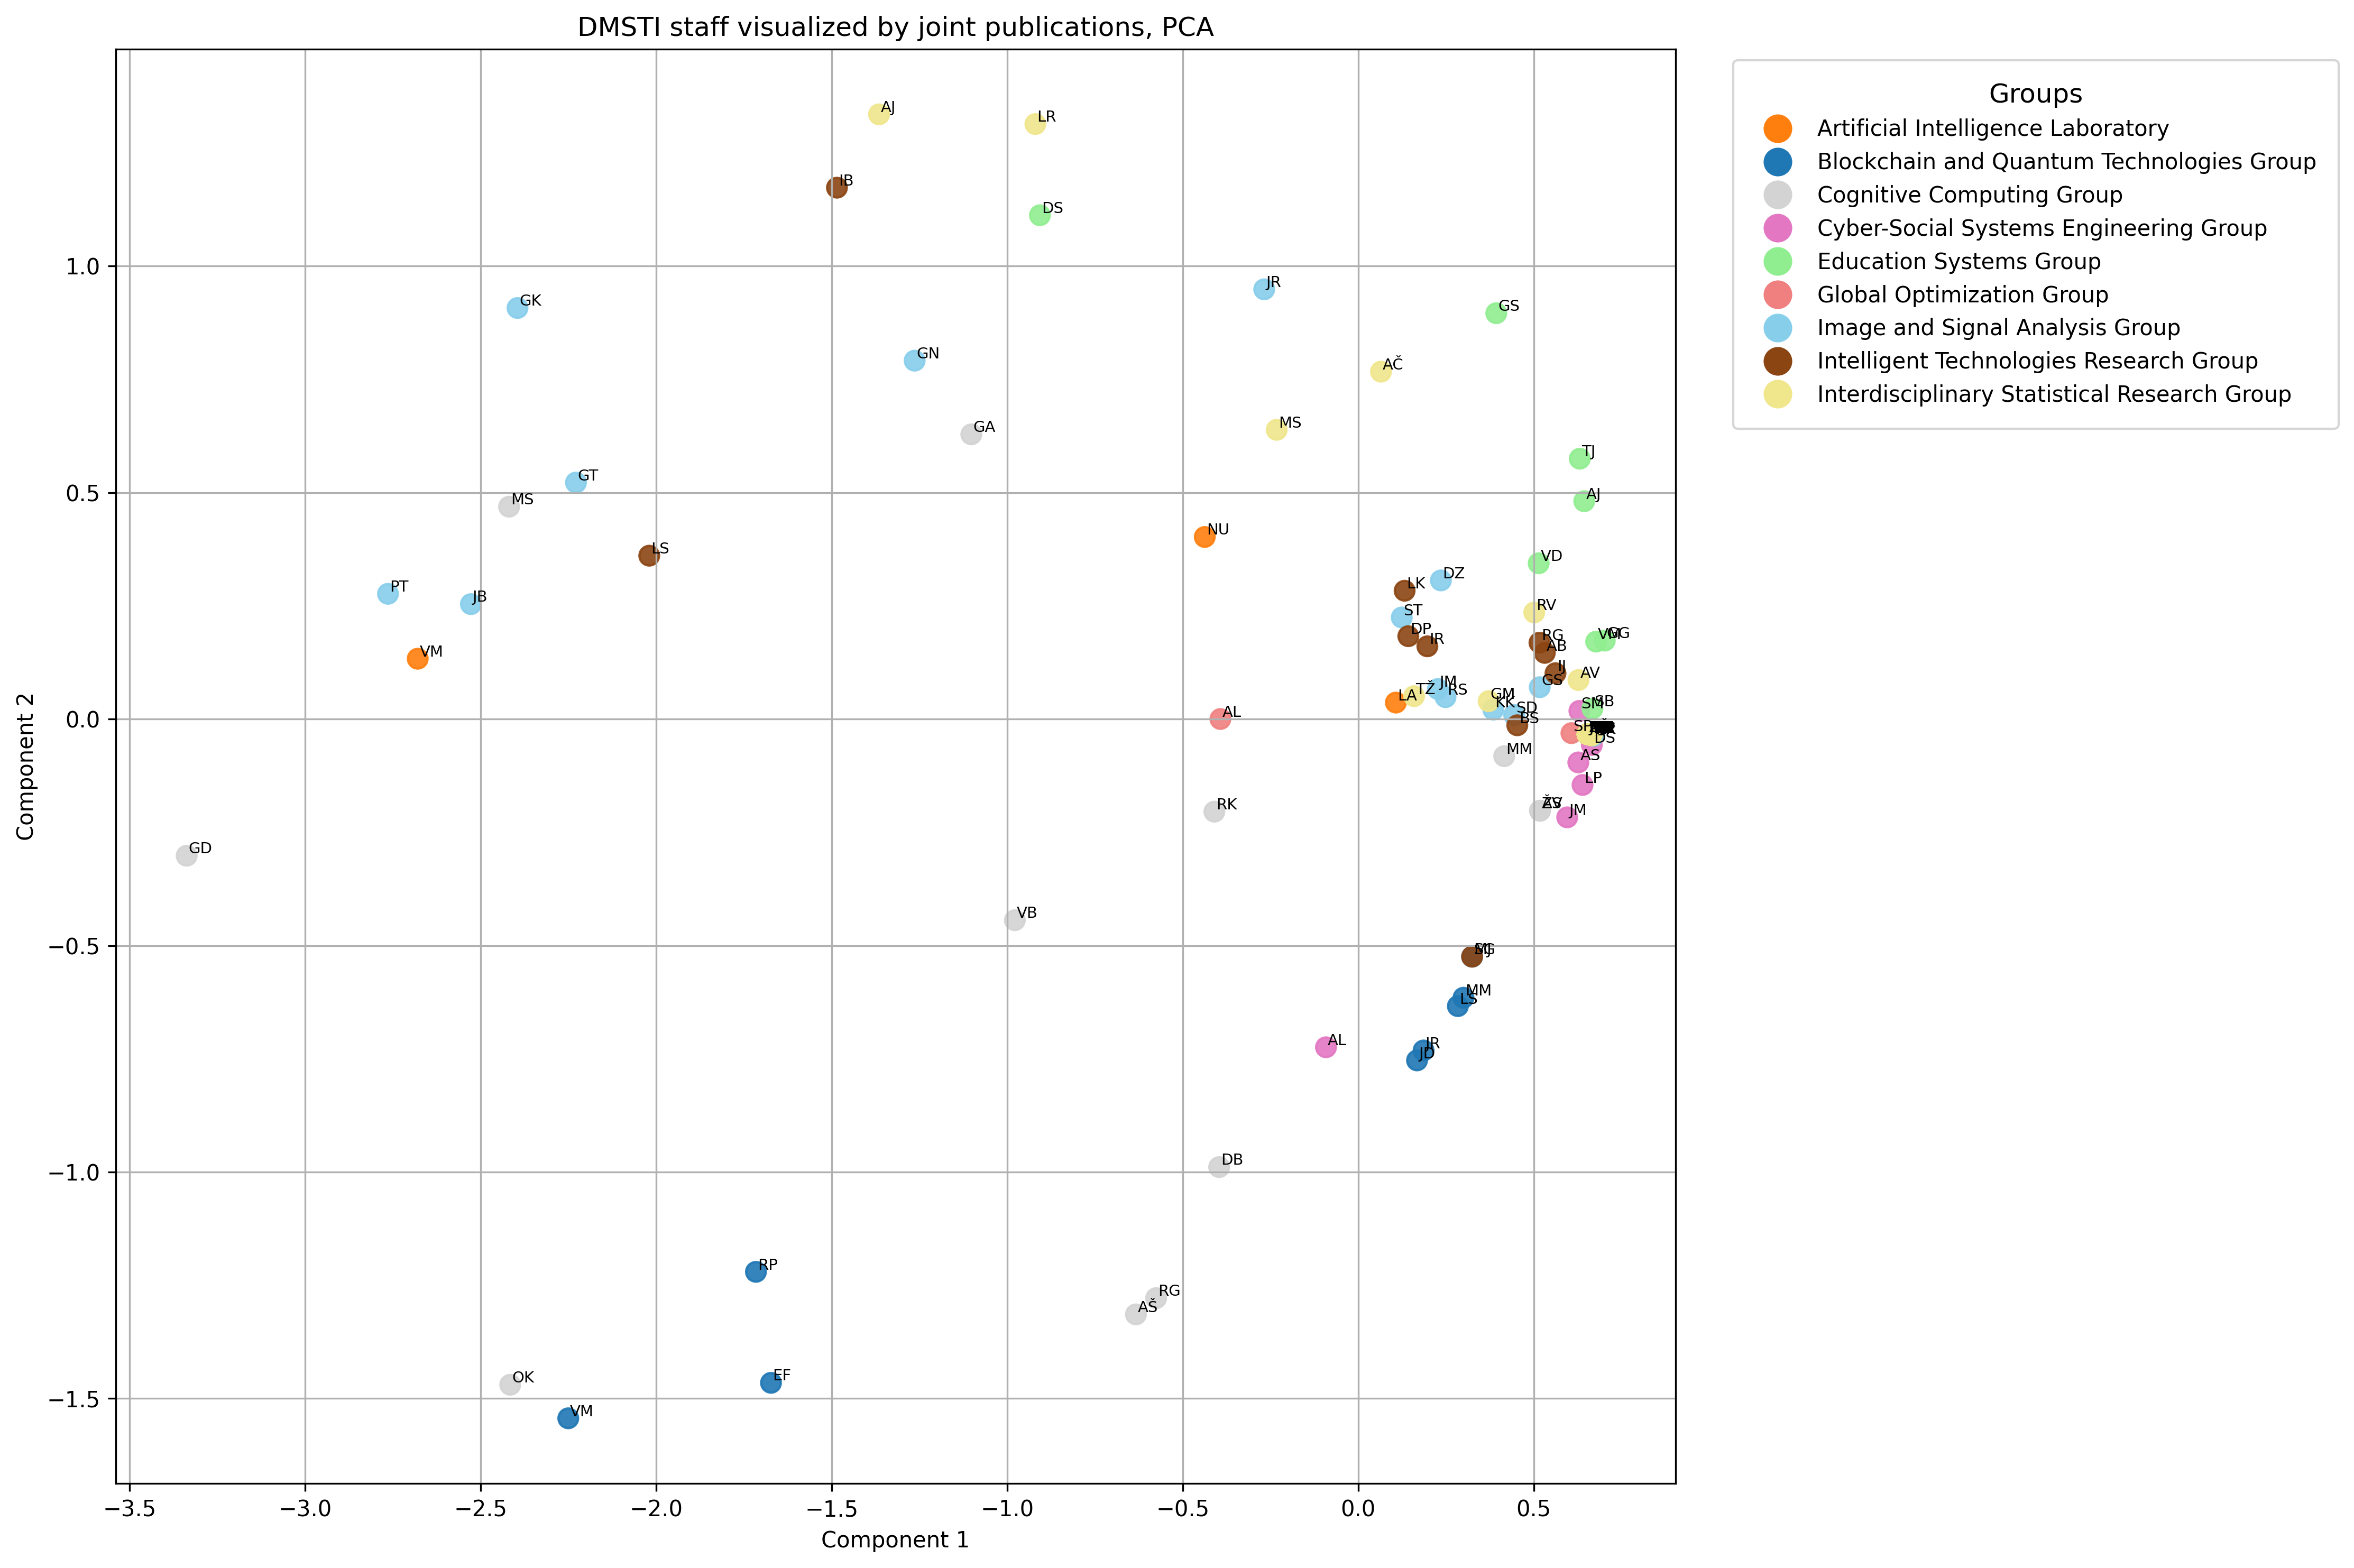 DMSTI staff visualized by joint publications, PCA
Groups
Artificial Intelligence Laboratory
Blockchain and Quantum Technologies Group
Cognitive Computing Group
Cyber-Social Systems Engineering Group
Education Systems Group
Global Optimization Group
Image and Signal Analysis Group
Intelligent Technologies Research Group
Interdisciplinary Statistical Research Group
AJ
LR
IB
DS
JR
GK
GS
GN
AČ
GA
MS
TJ
GT
MS
AJ
NU
LS
VD
DZ
PT
LK
JB
RV
ST
DP
IR
RG
VM
GG
AB
VM
II
AV
GS
JM
RS
TŽ
LA
GM
KK
SD
SM
SB
AL
BS
SP
DS
MM
AS
LP
RK
JM
GD
VB
MM
LS
AL
JR
JD
DB
RP
RG
AŠ
OK
EF
VM
1.0
0.5
0.0
−0.5
−1.0
−1.5
Component 2
−3.5 −3.0 −2.5 −2.0 −1.5 −1.0 −0.5 0.0 0.5
Component 1